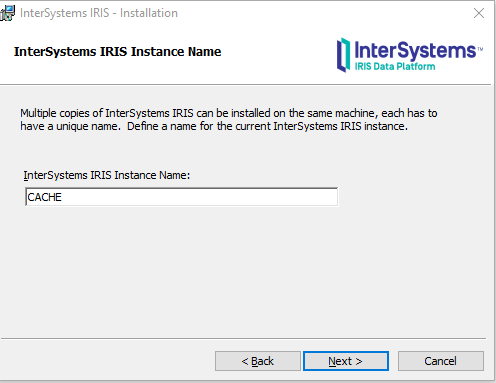 InterSystems IRIS - Installation
InterSystems IRIS Instance Name
InterSystems™
IRIS Data Platform
Multiple copies of InterSystems IRIS can be installed on the same machine, each has to
have a unique name.  Define a name for the current InterSystems IRIS instance.
InterSystems IRIS Instance Name:
CACHE
< Back
Next >
Cancel